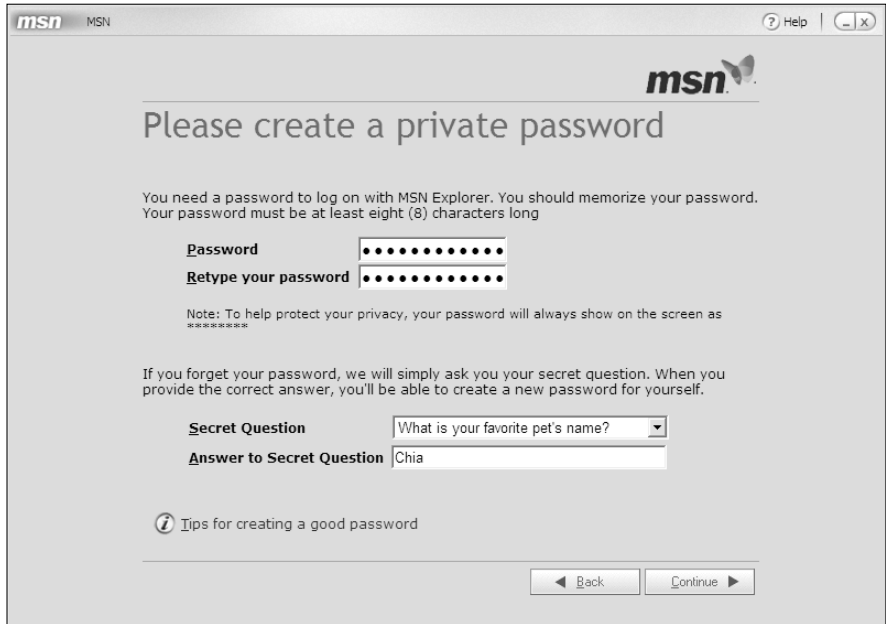 msn MSN Help
msn
Please create a private password
You need a password to log on with MSN Explorer. You should memorize your password.
Your password must be at least eight (8) characters long
Password ●●●●●●●●●●●●
Retype your password ●●●●●●●●●●●●
Note: To help protect your privacy, your password will always show on the screen as
********
If you forget your password, we will simply ask you your secret question. When you
provide the correct answer, you'll be able to create a new password for yourself.
Secret Question What is your favorite pet's name?
Answer to Secret Question Chia
Tips for creating a good password
Back Continue